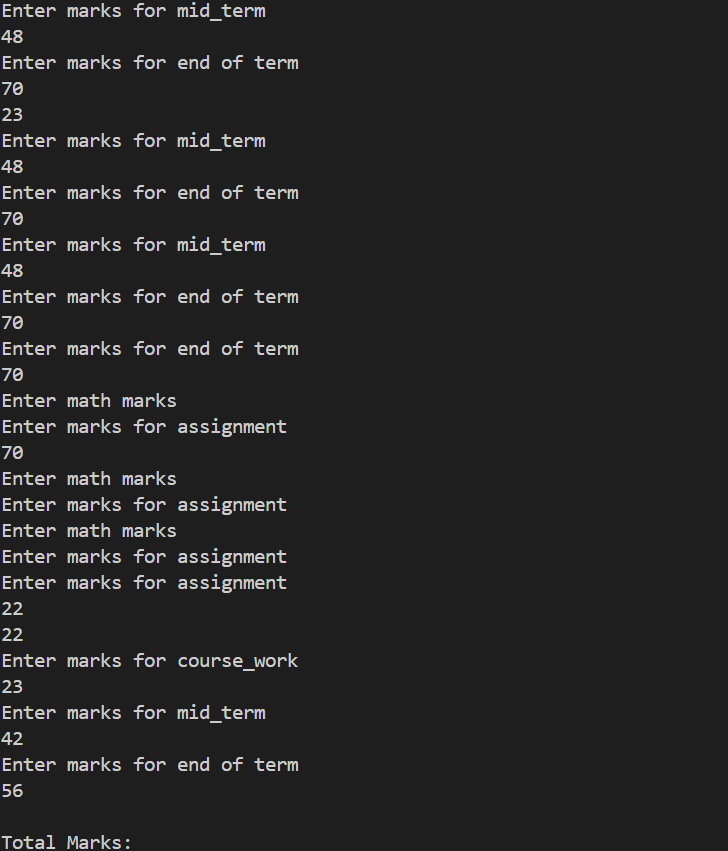 Enter marks for mid_term
48
Enter marks for end of term
70
23
Enter marks for mid_term
48
Enter marks for end of term
70
Enter marks for mid_term
48
Enter marks for end of term
70
Enter marks for end of term
70
Enter math marks
Enter marks for assignment
70
Enter math marks
Enter marks for assignment
Enter math marks
Enter marks for assignment
Enter marks for assignment
22
22
Enter marks for course_work
23
Enter marks for mid_term
42
Enter marks for end of term
56
Total Marks: